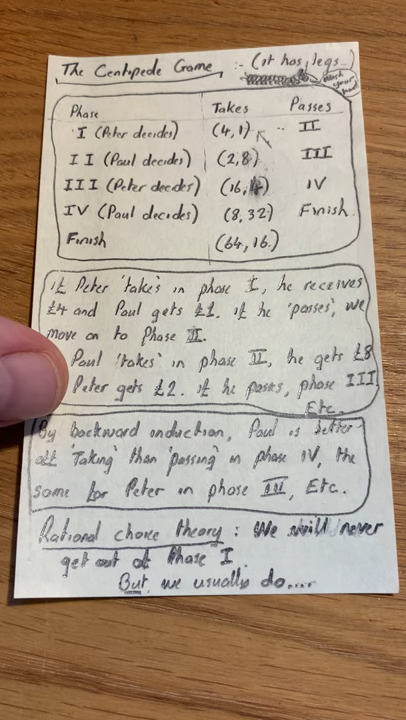 The Centipede Game :- (it has legs...)
Mush your
Phase Takes Passes
I (Peter decides) (4,1) II
II (Paul decides) (2,8) III
III (Peter decides) (16,4) IV
IV (Paul decides) (8,32) Finish.
Finish (64,16.)
if Peter 'takes' in phase I, he receives
£4 and Paul gets £1. if he 'passes', we
move on to Phase II.
Paul 'takes' in phase II, he gets £8
Peter gets £2. if he passes, phase III,
Etc.
By backward induction, Paul is better
off 'Taking' than 'passing' in phase IV, the
same for Peter in phase III, Etc.
Rational choice theory : We will never
get out of Phase I.
But we usually do....